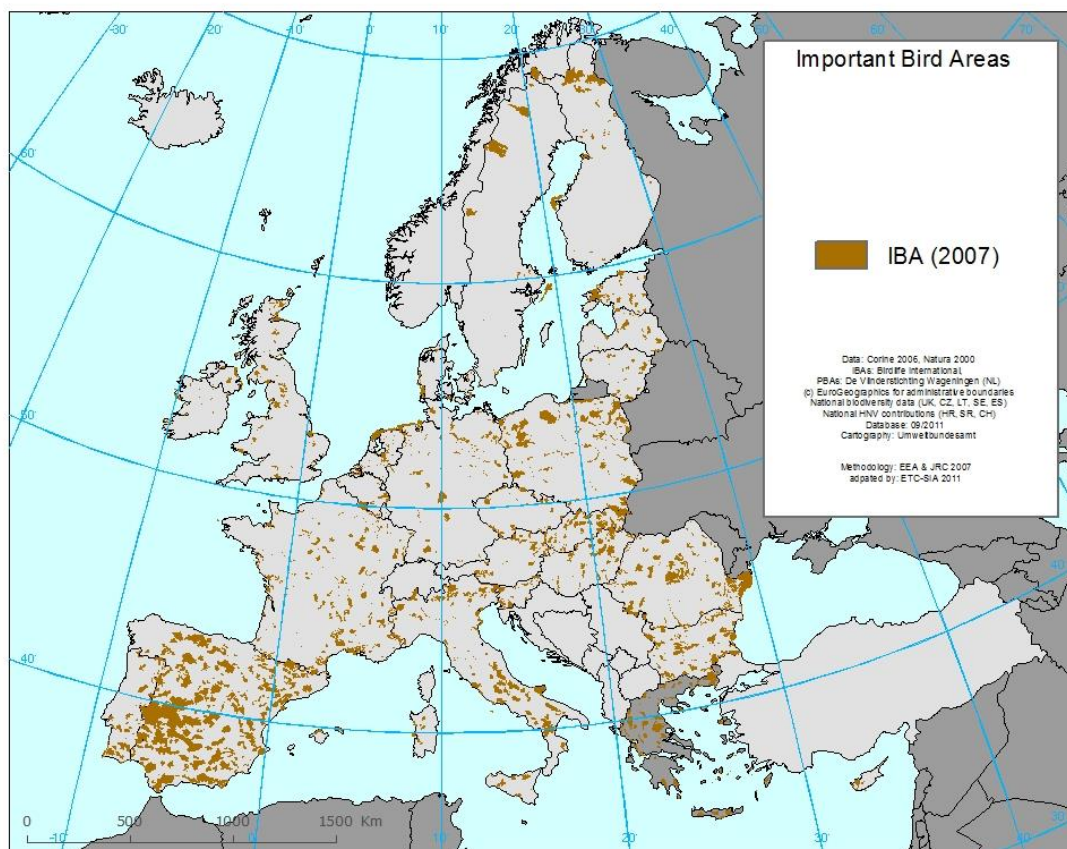 -30° -20° -10° 0° 10° 20° 30° 60° 70°
Important Bird Areas
60°
IBA (2007)
Data: Corine 2006, Natura 2000
IBAs: Birdlife International,
PBAs: De Vlinderstichting Wageningen (NL)
(c) EuroGeographics for administrative boundaries
National biodiversity data (UK, CZ, LT, SE, ES)
National HNV contributions (HR, SR, CH)
Database: 09/2011
Cartography: Umweltbundesamt
Methodology: EEA & JRC 2007
adpated by: ETC-SIA 2011
50°
40°
40°
0 500 1000 1500 Km
-10° 0° 10° 20° 30° 40° 30°